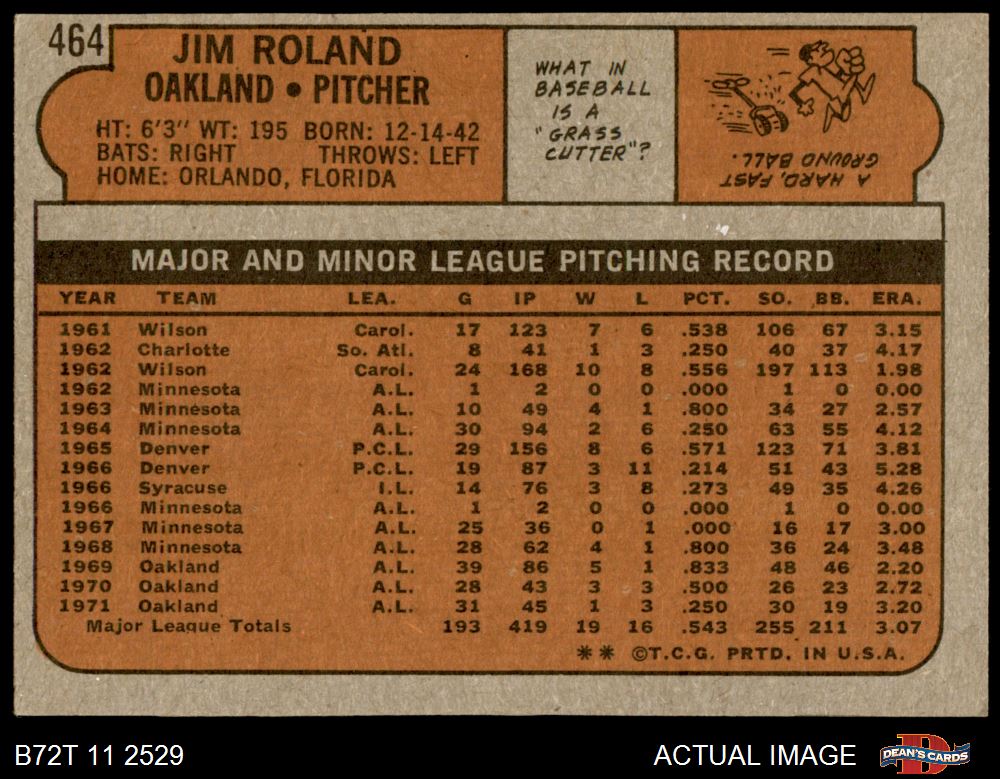 464
JIM ROLAND
OAKLAND • PITCHER
HT: 6'3" WT: 195 BORN: 12-14-42
BATS: RIGHT THROWS: LEFT
HOME: ORLANDO, FLORIDA
WHAT IN
BASEBALL
IS A
"GRASS
CUTTER"?
A HARD, FAST
GROUND BALL.
MAJOR AND MINOR LEAGUE PITCHING RECORD
YEAR TEAM LEA. G IP W L PCT. SO. BB. ERA.
1961 Wilson Carol. 17 123 7 6 .538 106 67 3.15
1962 Charlotte So. Atl. 8 41 1 3 .250 40 37 4.17
1962 Wilson Carol. 24 168 10 8 .556 197 113 1.98
1962 Minnesota A.L. 1 2 0 0 .000 1 0 0.00
1963 Minnesota A.L. 10 49 4 1 .800 34 27 2.57
1964 Minnesota A.L. 30 94 2 6 .250 63 55 4.12
1965 Denver P.C.L. 29 156 8 6 .571 123 71 3.81
1966 Denver P.C.L. 19 87 3 11 .214 51 43 5.28
1966 Syracuse I.L. 14 76 3 8 .273 49 35 4.26
1966 Minnesota A.L. 1 2 0 0 .000 1 0 0.00
1967 Minnesota A.L. 25 36 0 1 .000 16 17 3.00
1968 Minnesota A.L. 28 62 4 1 .800 36 24 3.48
1969 Oakland A.L. 39 86 5 1 .833 48 46 2.20
1970 Oakland A.L. 28 43 3 3 .500 26 23 2.72
1971 Oakland A.L. 31 45 1 3 .250 30 19 3.20
Major League Totals 193 419 19 16 .543 255 211 3.07
** ©T.C.G. PRTD. IN U.S.A.
B72T 11 2529
ACTUAL IMAGE
DEAN'S CARDS